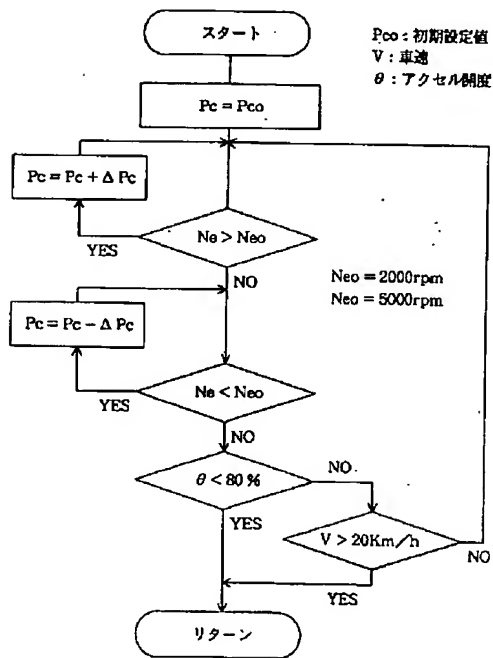 スタート
Pco：初期設定値
V：車速
θ：アクセル開度
Pc = Pco
Pc = Pc + Δ Pc
Ne > Neo
YES
NO
Neo = 2000rpm
Neo = 5000rpm
Pc = Pc − Δ Pc
Ne < Neo
YES
NO
θ < 80 %
NO
YES
V > 20Km／h
NO
YES
リターン